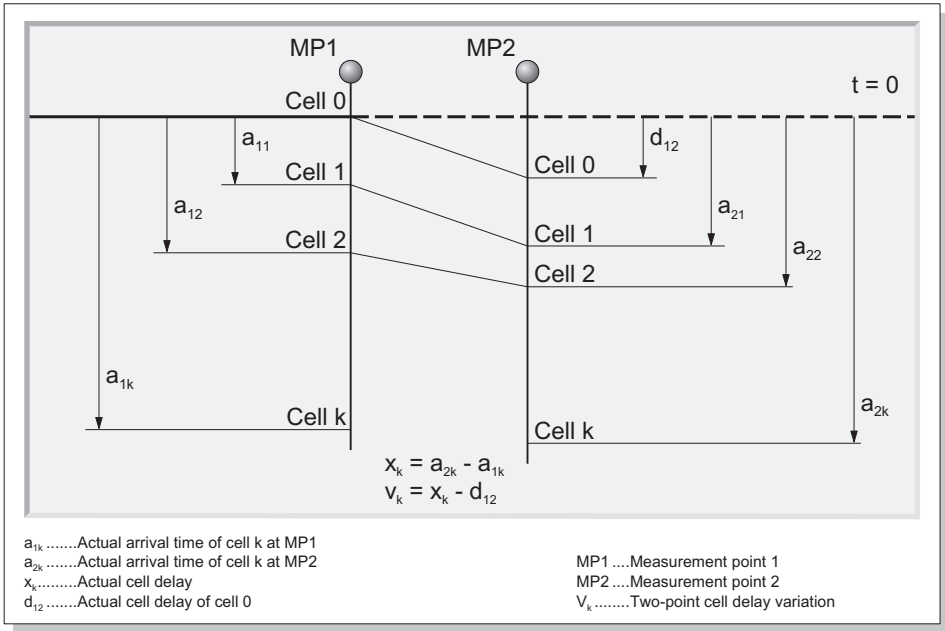 MP1 MP2
t = 0
Cell 0
a11 d12
Cell 0
Cell 1
a12 a21
Cell 1
Cell 2 a22
Cell 2
a1k
a2k
Cell k
Cell k
xk = a2k - a1k
vk = xk - d12
a1k .......Actual arrival time of cell k at MP1
a2k .......Actual arrival time of cell k at MP2
xk.........Actual cell delay
d12 .......Actual cell delay of cell 0
MP1 ....Measurement point 1
MP2 ....Measurement point 2
Vk ........Two-point cell delay variation